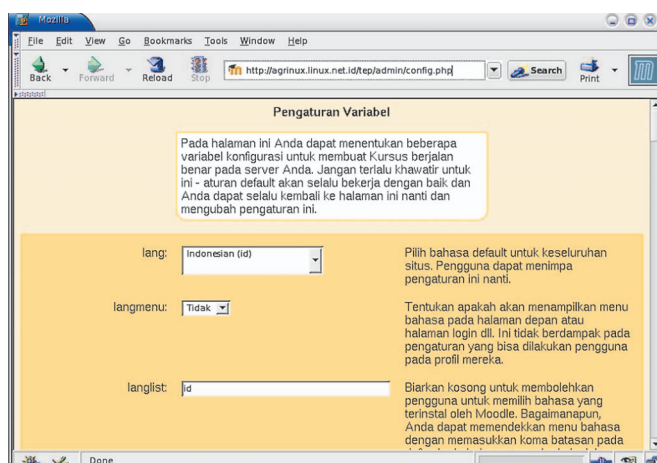 Mozilla
File Edit View Go Bookmarks Tools Window Help
Back Forward Reload Stop http://agrinux.linux.net.id/tep/admin/config.php Search Print
Pengaturan Variabel
Pada halaman ini Anda dapat menentukan beberapa
variabel konfigurasi untuk membuat Kursus berjalan
benar pada server Anda. Jangan terlalu khawatir untuk
ini - aturan default akan selalu bekerja dengan baik dan
Anda dapat selalu kembali ke halaman ini nanti dan
mengubah pengaturan ini.
lang: Indonesian (id)
Pilih bahasa default untuk keseluruhan
situs. Pengguna dapat menimpa
pengaturan ini nanti.
langmenu: Tidak
Tentukan apakah akan menampilkan menu
bahasa pada halaman depan atau
halaman login dll. Ini tidak berdampak pada
pengaturan yang bisa dilakukan pengguna
pada profil mereka.
langlist: id
Biarkan kosong untuk membolehkan
pengguna untuk memilih bahasa yang
terinstal oleh Moodle. Bagaimanapun,
Anda dapat memendekkan menu bahasa
dengan memasukkan koma batasan pada
Done